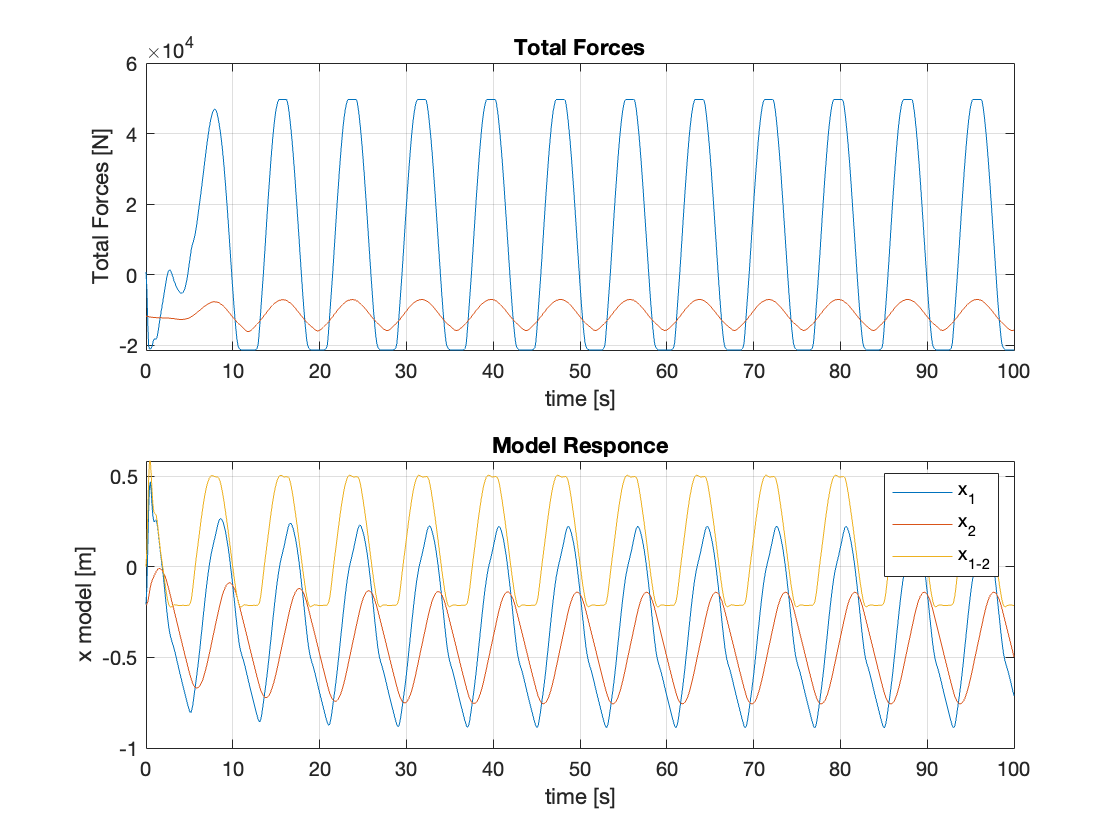 Total Forces
×10⁴
Total Forces [N]
6
4
2
0
-2
0 10 20 30 40 50 60 70 80 90 100
time [s]
Model Responce
x model [m]
0.5
0
-0.5
-1
x₁
x₂
x₁₋₂
0 10 20 30 40 50 60 70 80 90 100
time [s]